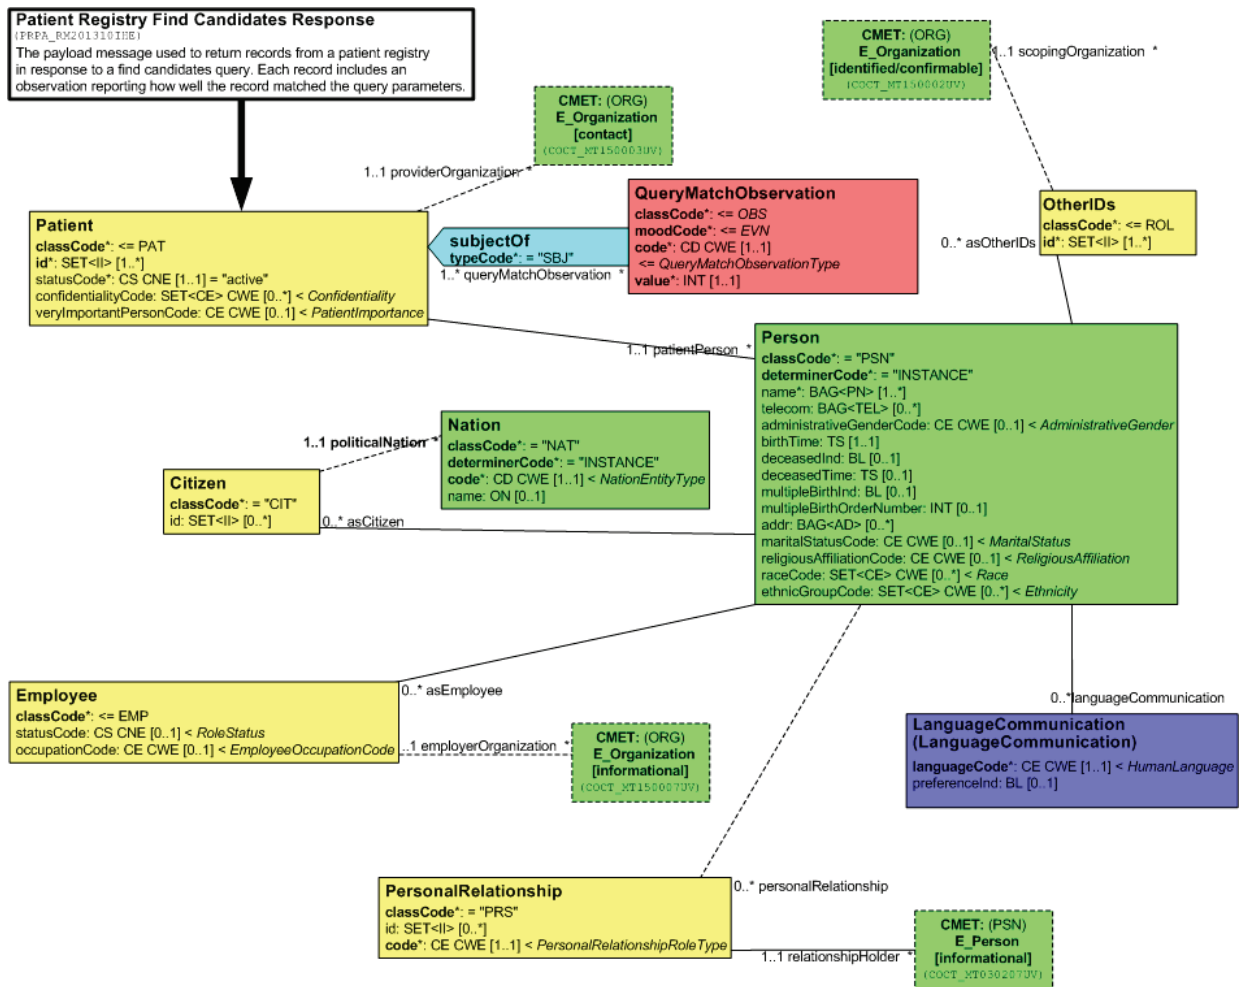 Patient Registry Find Candidates Response
(PRPA_RM201310IHE)
The payload message used to return records from a patient registry
in response to a find candidates query. Each record includes an
observation reporting how well the record matched the query parameters.
CMET: (ORG)
E_Organization
[identified/confirmable]
(COCT_MT150002UV)
1..1 scopingOrganization *
CMET: (ORG)
E_Organization
[contact]
(COCT_MT150003UV)
1..1 providerOrganization *
Patient
classCode*: <= PAT
id*: SET<II> [1..*]
statusCode*: CS CNE [1..1] = "active"
confidentialityCode: SET<CE> CWE [0..*] < Confidentiality
veryImportantPersonCode: CE CWE [0..1] < PatientImportance
subjectOf
typeCode*: = "SBJ"
1..* queryMatchObservation *
QueryMatchObservation
classCode*: <= OBS
moodCode*: <= EVN
code*: CD CWE [1..1]
<= QueryMatchObservationType
value*: INT [1..1]
OtherIDs
classCode*: <= ROL
id*: SET<II> [1..*]
0..* asOtherIDs
1..1 patientPerson *
Person
classCode*: = "PSN"
determinerCode*: = "INSTANCE"
name*: BAG<PN> [1..*]
telecom: BAG<TEL> [0..*]
administrativeGenderCode: CE CWE [0..1] < AdministrativeGender
birthTime: TS [1..1]
deceasedInd: BL [0..1]
deceasedTime: TS [0..1]
multipleBirthInd: BL [0..1]
multipleBirthOrderNumber: INT [0..1]
addr: BAG<AD> [0..*]
maritalStatusCode: CE CWE [0..1] < MaritalStatus
religiousAffiliationCode: CE CWE [0..1] < ReligiousAffiliation
raceCode: SET<CE> CWE [0..*] < Race
ethnicGroupCode: SET<CE> CWE [0..*] < Ethnicity
Nation
classCode*: = "NAT"
determinerCode*: = "INSTANCE"
code*: CD CWE [1..1] < NationEntityType
name: ON [0..1]
1..1 politicalNation *
Citizen
classCode*: = "CIT"
id: SET<II> [0..*]
0..* asCitizen
0..* asEmployee
Employee
classCode*: <= EMP
statusCode: CS CNE [0..1] < RoleStatus
occupationCode: CE CWE [0..1] < EmployeeOccupationCode
..1 employerOrganization *
CMET: (ORG)
E_Organization
[informational]
(COCT_MT150007UV)
0..*languageCommunication
LanguageCommunication
(LanguageCommunication)
languageCode*: CE CWE [1..1] < HumanLanguage
preferenceInd: BL [0..1]
0..* personalRelationship
PersonalRelationship
classCode*: = "PRS"
id: SET<II> [0..*]
code*: CE CWE [1..1] < PersonalRelationshipRoleType
1..1 relationshipHolder *
CMET: (PSN)
E_Person
[informational]
(COCT_MT030207UV)